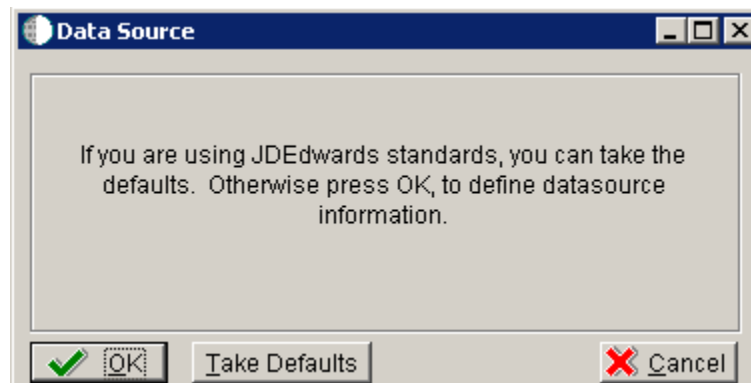 Data Source
If you are using JDEdwards standards, you can take the
defaults. Otherwise press OK, to define datasource
information.
OK
Take Defaults
Cancel